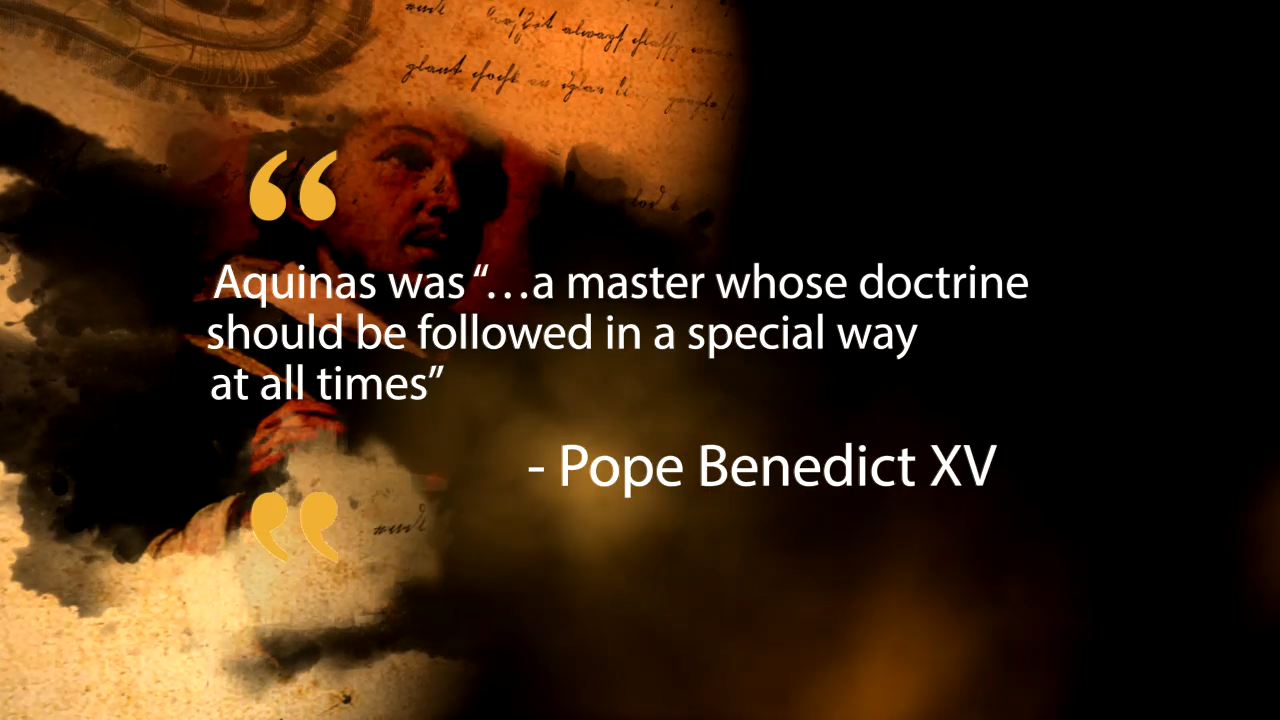 Aquinas was “…a master whose doctrine
should be followed in a special way
at all times”
- Pope Benedict XV